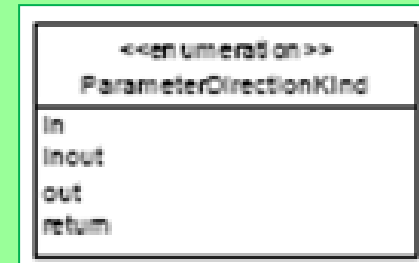 <<enumeration>>
ParameterDirectionKind
in
inout
out
return